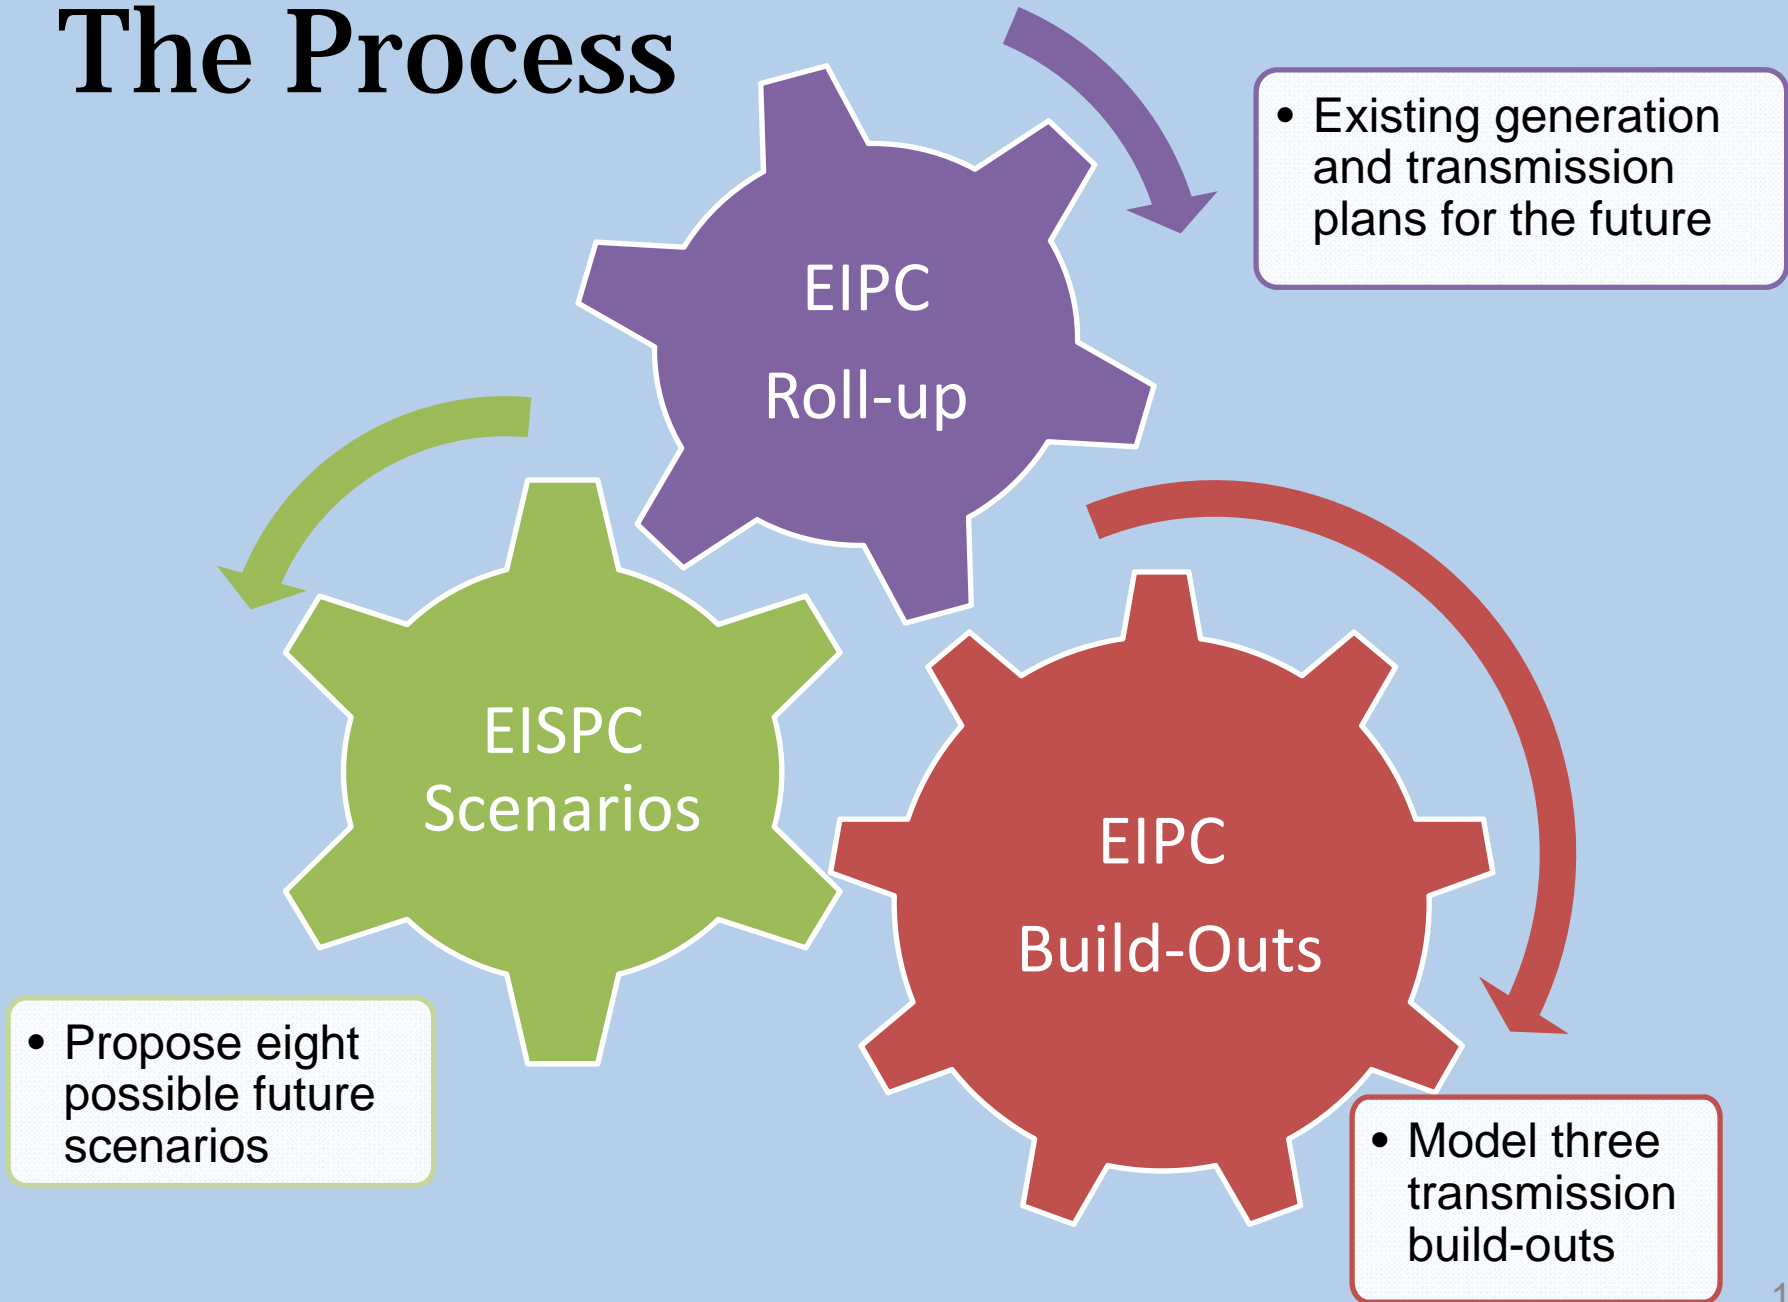 The Process
• Existing generation
and transmission
plans for the future
EIPC
Roll-up
EISPC
Scenarios
EIPC
Build-Outs
• Propose eight
possible future
scenarios
• Model three
transmission
build-outs